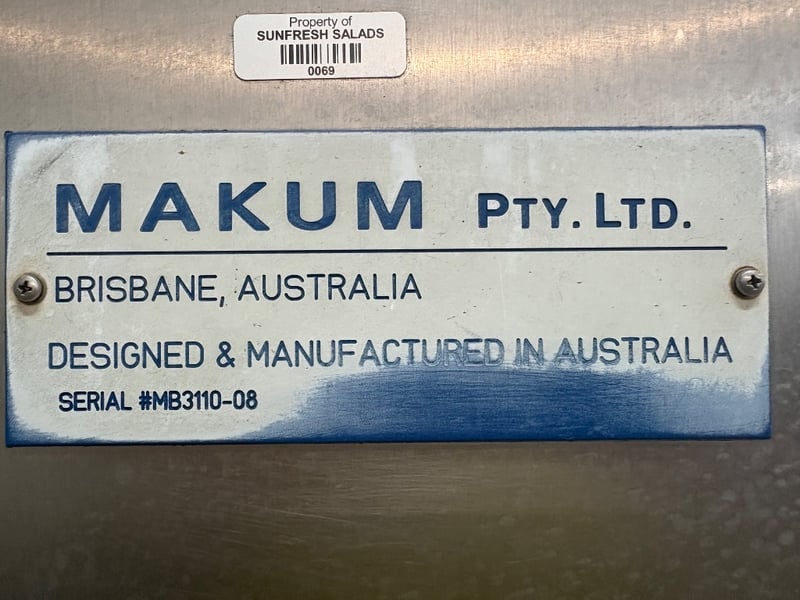 Property of
SUNFRESH SALADS
0069
MAKUM PTY. LTD.
BRISBANE, AUSTRALIA
DESIGNED & MANUFACTURED IN AUSTRALIA
SERIAL #MB3110-08